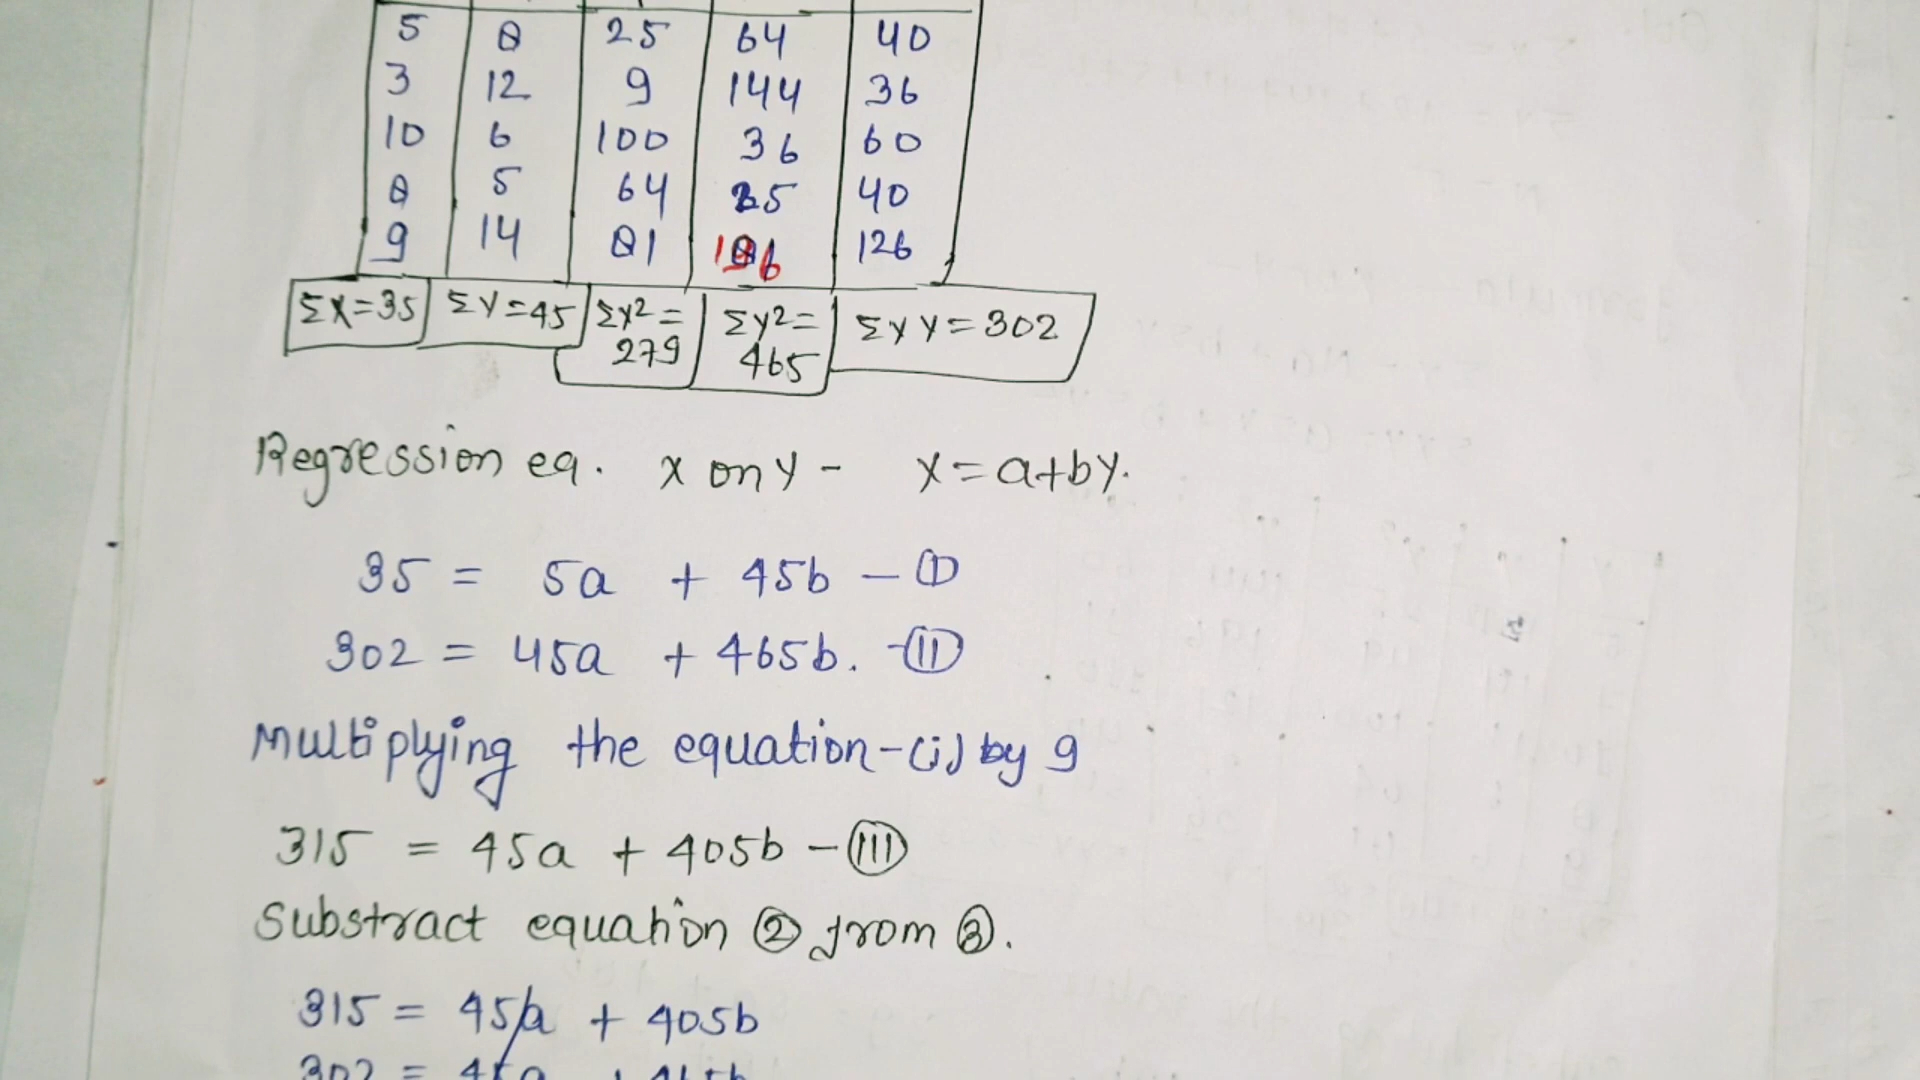 5 8 25 64 40
3 12 9 144 36
10 6 100 36 60
8 5 64 25 40
9 14 81 196 126
ΣX=35 ΣY=45 ΣX²=279 ΣY²=465 ΣXY=302
Regression eq. X on Y - X=a+by.
35 = 5a + 45b - (I)
302 = 45a + 465b. - (II)
Multiplying the equation-(i) by 9
315 = 45a + 405b - (III)
Substract equation ② from ③.
315 = 45a + 405b
302 = 45a + 465b